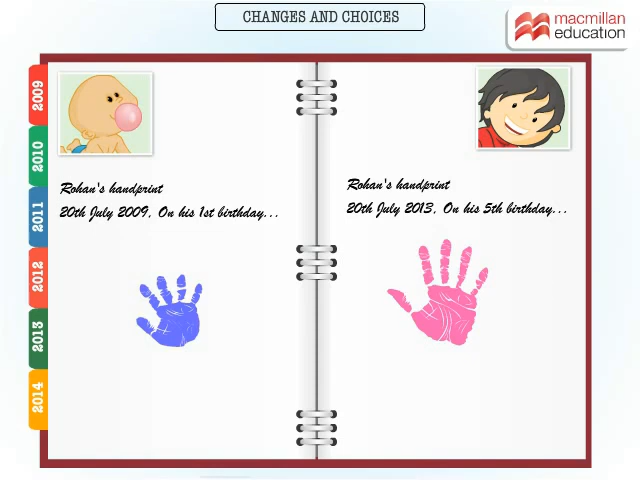 CHANGES AND CHOICES
macmillan
education
2009
2010
2011
2012
2013
2014
Rohan's handprint
20th July 2009, On his 1st birthday...
Rohan's handprint
20th July 2013, On his 5th birthday...